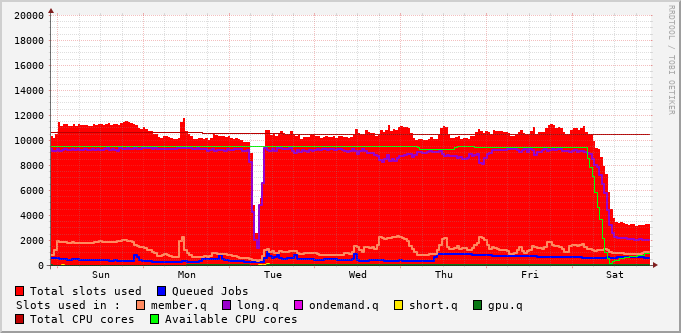 RRDTOOL / TOBI OETIKER
20000
18000
16000
14000
12000
10000
8000
6000
4000
2000
0
Sun Mon Tue Wed Thu Fri Sat
Total slots used Queued Jobs
Slots used in : member.q long.q ondemand.q short.q gpu.q
Total CPU cores Available CPU cores